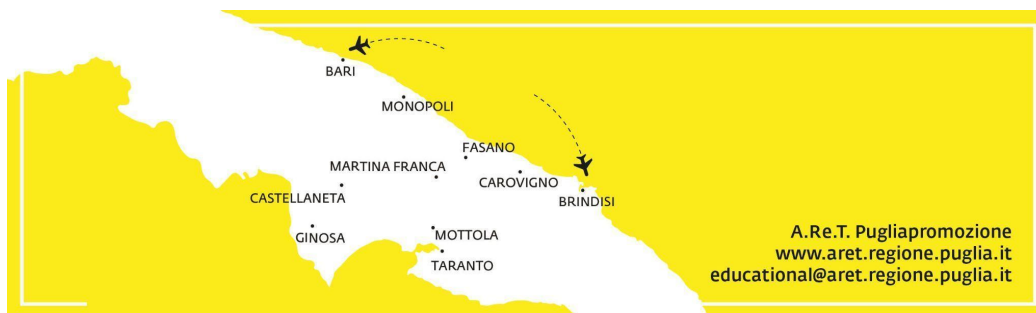 BARI
MONOPOLI
FASANO
MARTINA FRANCA
CAROVIGNO
CASTELLANETA
BRINDISI
GINOSA
MOTTOLA
TARANTO
A.Re.T. Pugliapromozione
www.aret.regione.puglia.it
educational@aret.regione.puglia.it